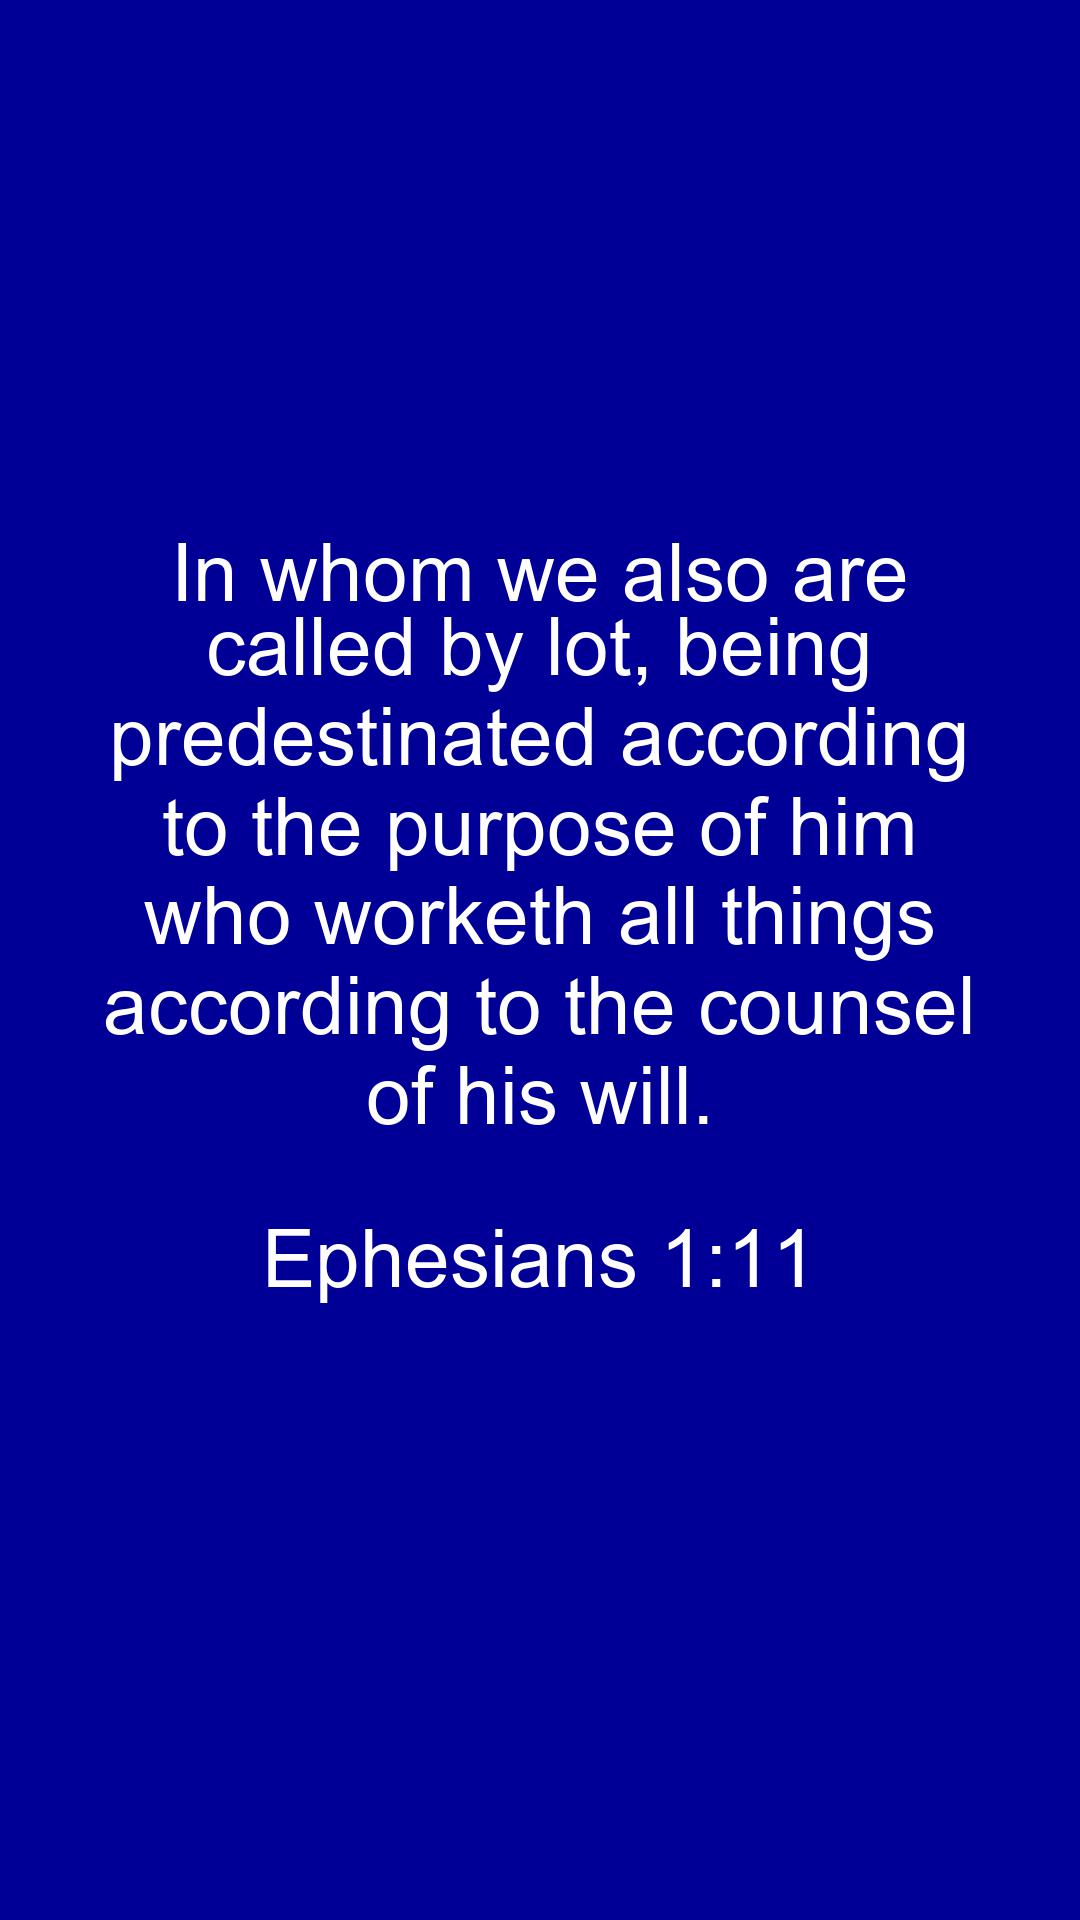 In whom we also are
called by lot, being
predestinated according
to the purpose of him
who worketh all things
according to the counsel
of his will.
Ephesians 1:11